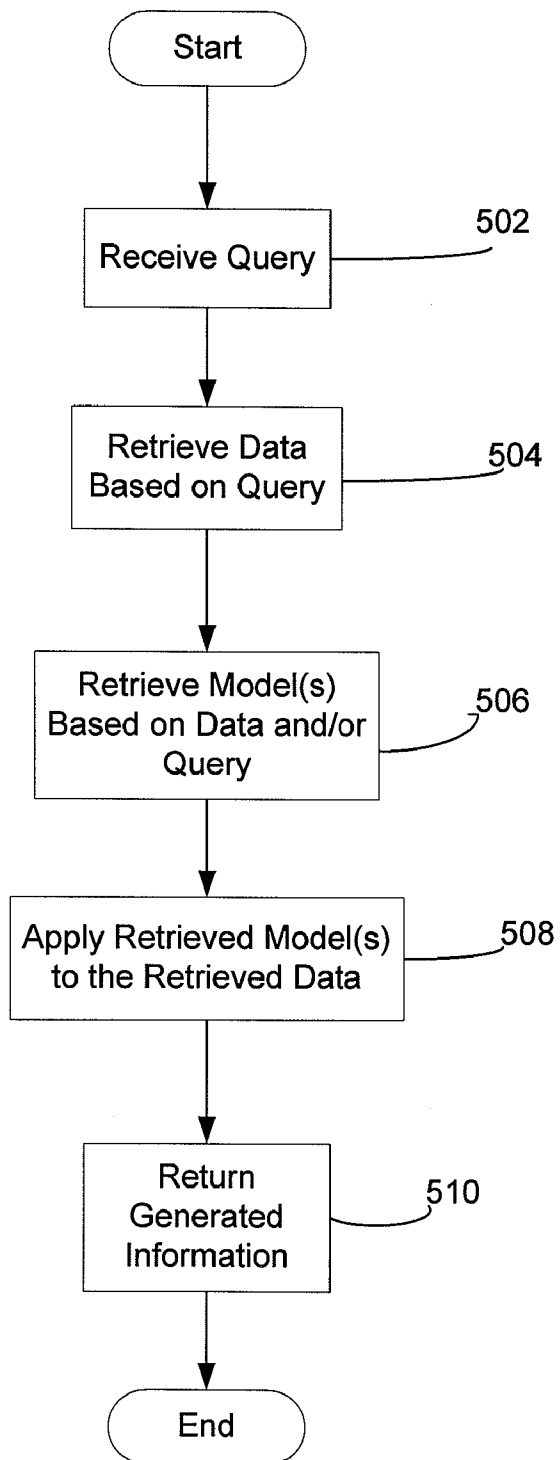 Start
502
Receive Query
504
Retrieve Data
Based on Query
506
Retrieve Model(s)
Based on Data and/or
Query
508
Apply Retrieved Model(s)
to the Retrieved Data
510
Return
Generated
Information
End